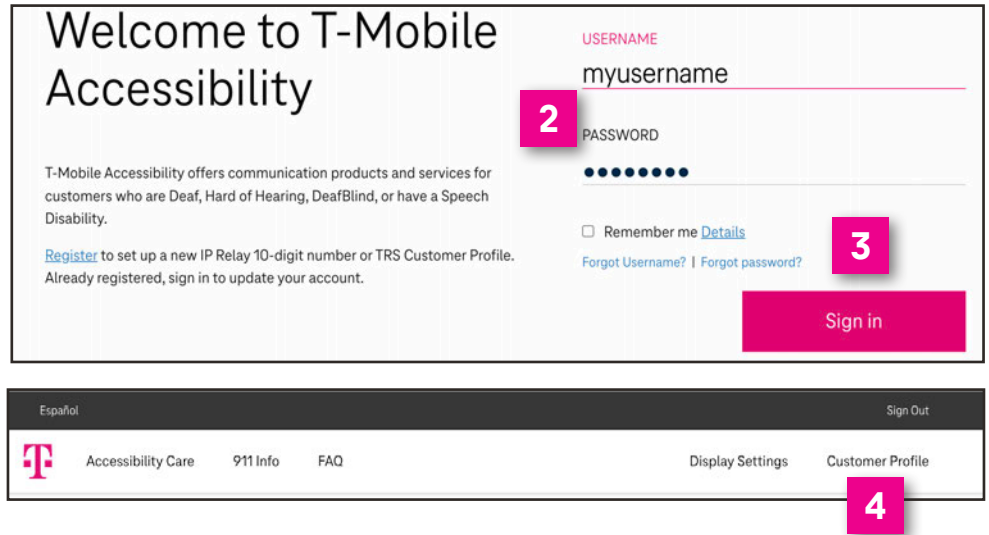 Welcome to T-Mobile
Accessibility
T-Mobile Accessibility offers communication products and services for
customers who are Deaf, Hard of Hearing, DeafBlind, or have a Speech
Disability.
Register to set up a new IP Relay 10-digit number or TRS Customer Profile.
Already registered, sign in to update your account.
USERNAME
myusername
2
PASSWORD
Remember me Details
Forgot Username? | Forgot password?
3
Sign in
Español Sign Out
T Accessibility Care 911 Info FAQ Display Settings Customer Profile
4